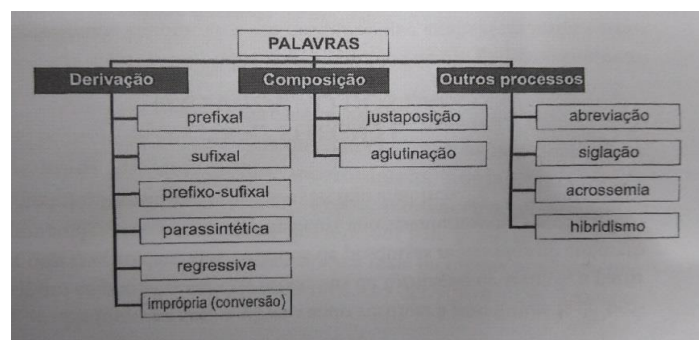 PALAVRAS
Derivação
prefixal
sufixal
prefixo-sufixal
parassintética
regressiva
imprópria (conversão)
Composição
justaposição
aglutinação
Outros processos
abreviação
siglação
acrossemia
hibridismo